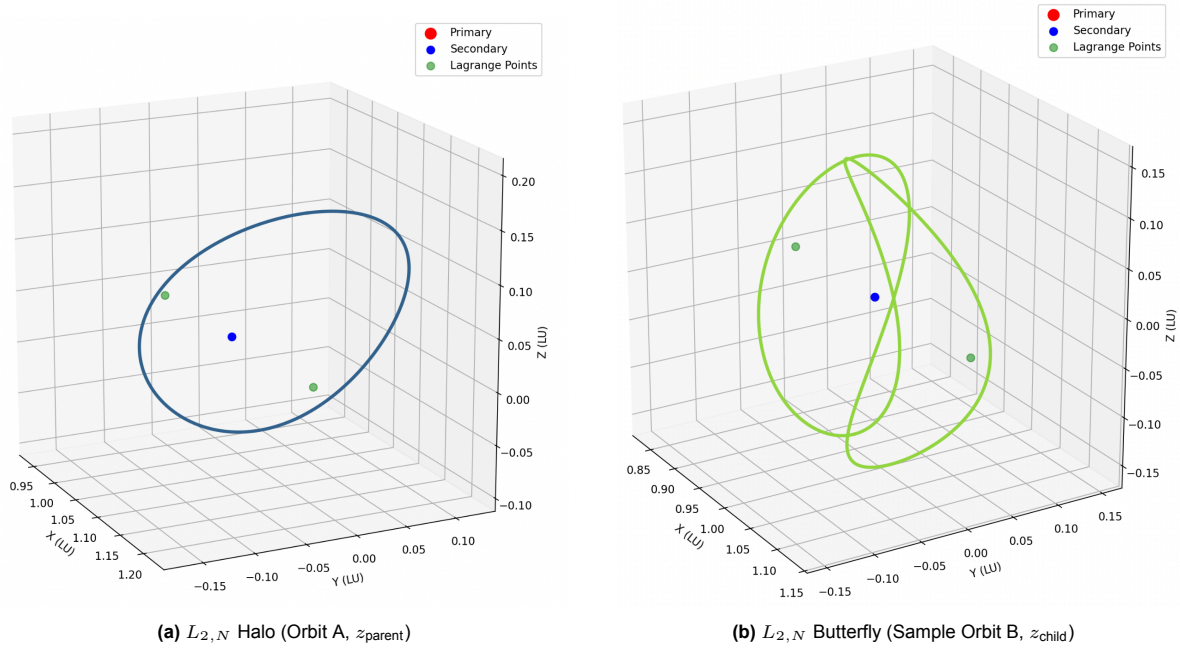 Primary
Secondary
Lagrange Points
0.20
0.15
0.10
0.05
0.00
−0.05
−0.10
Z (LU)
0.95
1.00
1.05
1.10
1.15
1.20
X (LU)
−0.15
−0.10
−0.05
0.00
0.05
0.10
Y (LU)
(a) L2,N Halo (Orbit A, zparent)
Primary
Secondary
Lagrange Points
0.15
0.10
0.05
0.00
−0.05
−0.10
−0.15
Z (LU)
0.85
0.90
0.95
1.00
1.05
1.10
1.15
X (LU)
−0.15
−0.10
−0.05
0.00
0.05
0.10
0.15
Y (LU)
(b) L2,N Butterfly (Sample Orbit B, zchild)